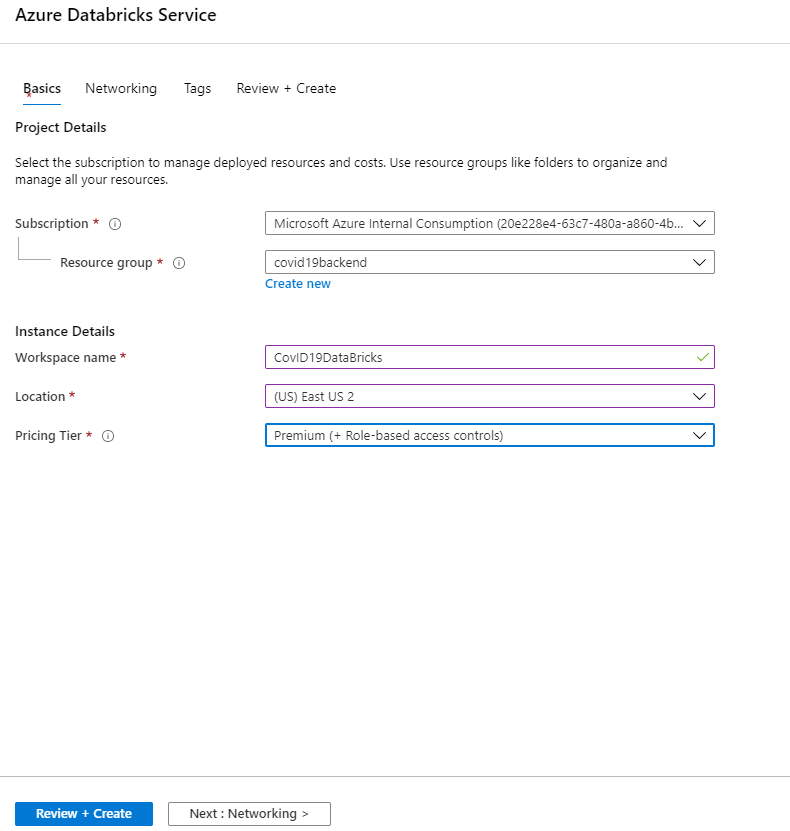 Azure Databricks Service
Basics Networking Tags Review + Create
*
Project Details
Select the subscription to manage deployed resources and costs. Use resource groups like folders to organize and
manage all your resources.
Subscription * Microsoft Azure Internal Consumption (20e228e4-63c7-480a-a860-4b...
Resource group * covid19backend
Create new
Instance Details
Workspace name * CovID19DataBricks
Location * (US) East US 2
Pricing Tier * Premium (+ Role-based access controls)
Review + Create Next : Networking >